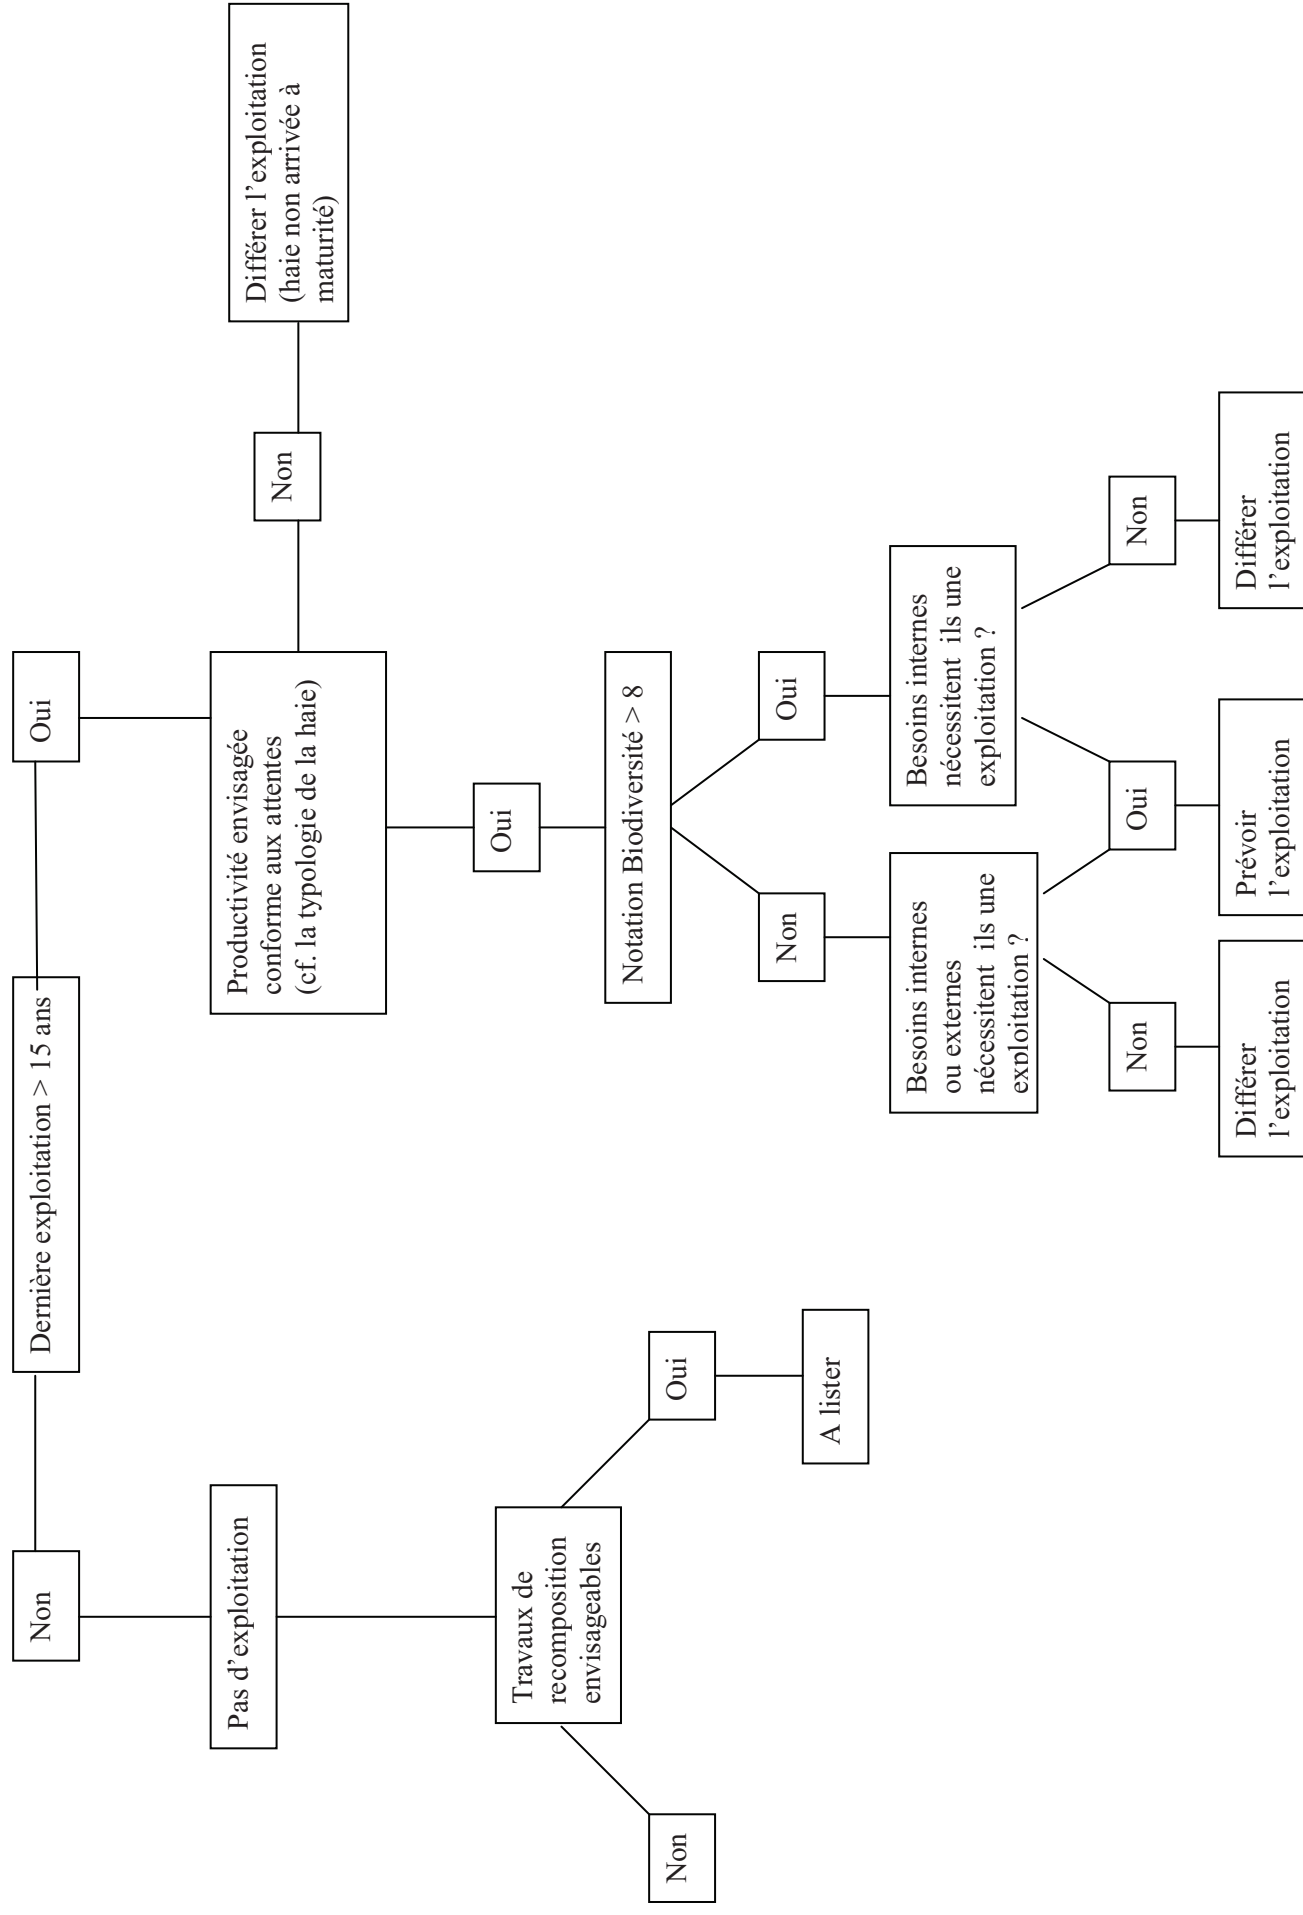 Non
Dernière exploitation > 15 ans
Oui
Pas d'exploitation
Productivité envisagée
conforme aux attentes
(cf. la typologie de la haie)
Non
Différer l'exploitation
(haie non arrivée à
maturité)
Travaux de
recomposition
envisageables
Oui
Non
Oui
A lister
Notation Biodiversité > 8
Non
Oui
Besoins internes
ou externes
nécessitent ils une
exploitation ?
Besoins internes
nécessitent ils une
exploitation ?
Non
Oui
Non
Différer
l'exploitation
Prévoir
l'exploitation
Différer
l'exploitation